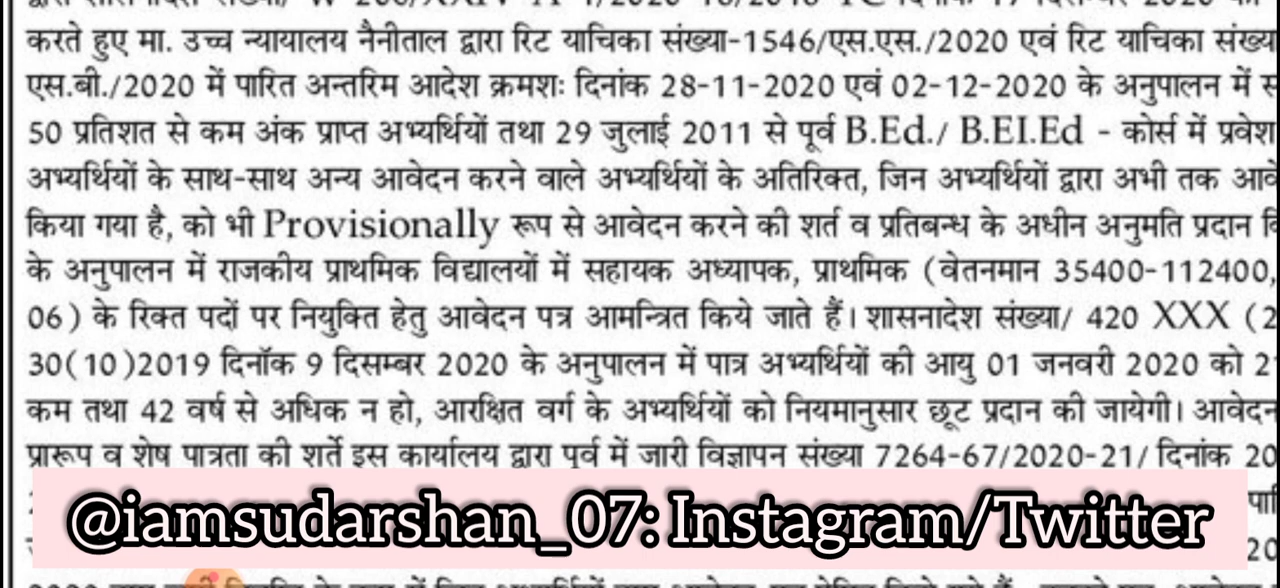 करते हुए मा. उच्च न्यायालय नैनीताल द्वारा रिट याचिका संख्या-1546/एस.एस./2020 एवं रिट याचिका संख्य
एस.बी./2020 में पारित अन्तरिम आदेश क्रमशः दिनांक 28-11-2020 एवं 02-12-2020 के अनुपालन में
50 प्रतिशत से कम अंक प्राप्त अभ्यर्थियों तथा 29 जुलाई 2011 से पूर्व B.Ed./ B.EI.Ed - कोर्स में प्रवेश
अभ्यर्थियों के साथ-साथ अन्य आवेदन करने वाले अभ्यर्थियों के अतिरिक्त, जिन अभ्यर्थियों द्वारा अभी तक आवे
किया गया है, को भी Provisionally रूप से आवेदन करने की शर्त व प्रतिबन्ध के अधीन अनुमति प्रदान
के अनुपालन में राजकीय प्राथमिक विद्यालयों में सहायक अध्यापक, प्राथमिक (वेतनमान 35400-112400,
06) के रिक्त पदों पर नियुक्ति हेतु आवेदन पत्र आमन्त्रित किये जाते हैं। शासनादेश संख्या/ 420 XXX (2
30(10)2019 दिनॉक 9 दिसम्बर 2020 के अनुपालन में पात्र अभ्यर्थियों की आयु 01 जनवरी 2020 को 2
कम तथा 42 वर्ष से अधिक न हो, आरक्षित वर्ग के अभ्यर्थियों को नियमानुसार छूट प्रदान की जायेगी। आवेदन
प्रारूप व शेष पात्रता की शर्ते इस कार्यालय द्वारा पूर्व में जारी विज्ञापन संख्या 7264-67/2020-21/ दिनांक 20
@iamsudarshan_07: Instagram/Twitter
20